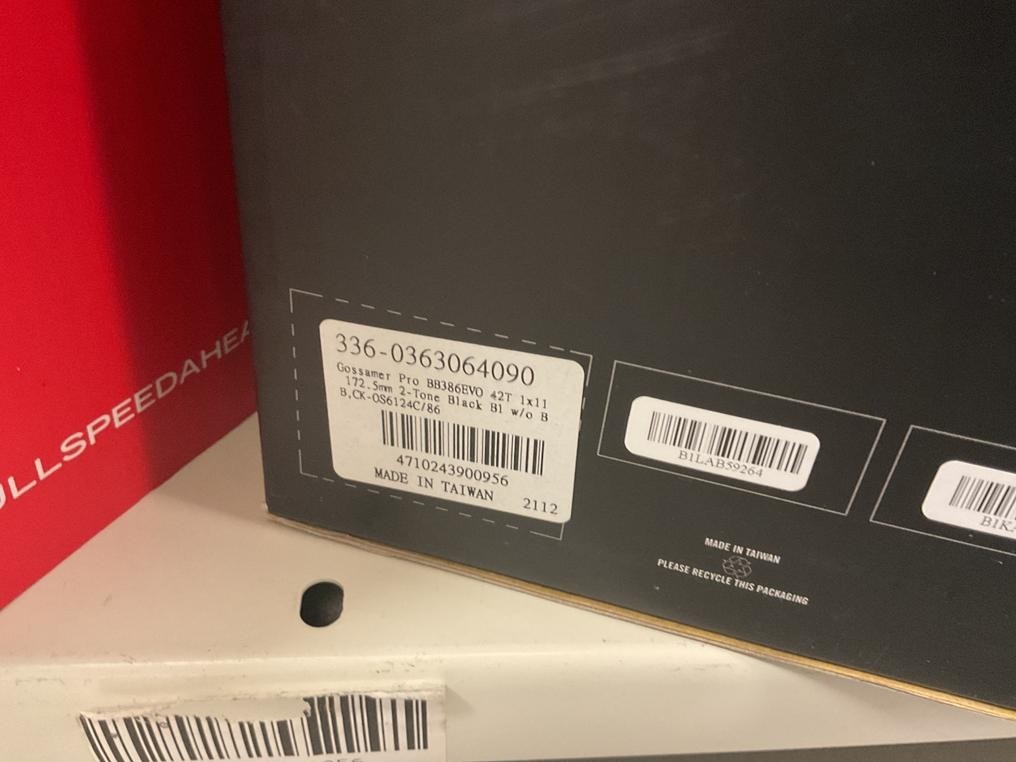 336-0363064090
Gossamer Pro BB386EVO 42T 1x11
172.5mm 2-Tone Black B1 w/o B
B,CK-OS6124C/86
4710243900956
MADE IN TAIWAN
2112
B1LAB59264
MADE IN TAIWAN
PLEASE RECYCLE THIS PACKAGING